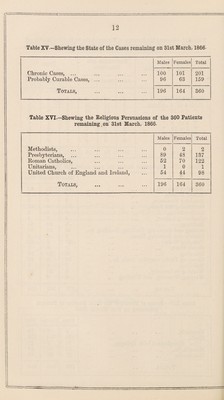 12
Table XV.—Shewing the State of the Cases remaining on 31st March, 1866.
Males Females Total
Chronic Cases, ... ... ... ... 100 101 201
Probably Curable Cases, ... ... ... 96 63 159
Totals, ... ... ... 196 164 360
Table XVI.—Shewing the Religious Persuasions of the 360 Patients
remaining on 31st March, 1866.
Males Females Total
Methodists, ... ... ... ... 0 2 2
Presbyterians, ... ... ... ... 89 48 137
Roman Catholics, ... ... ... ... 52 70 122
Unitarians, ... ... ... ... 1 0 1
United Church of England and Ireland, ... 54 44 98
Totals, ... ... ... 196 164 360